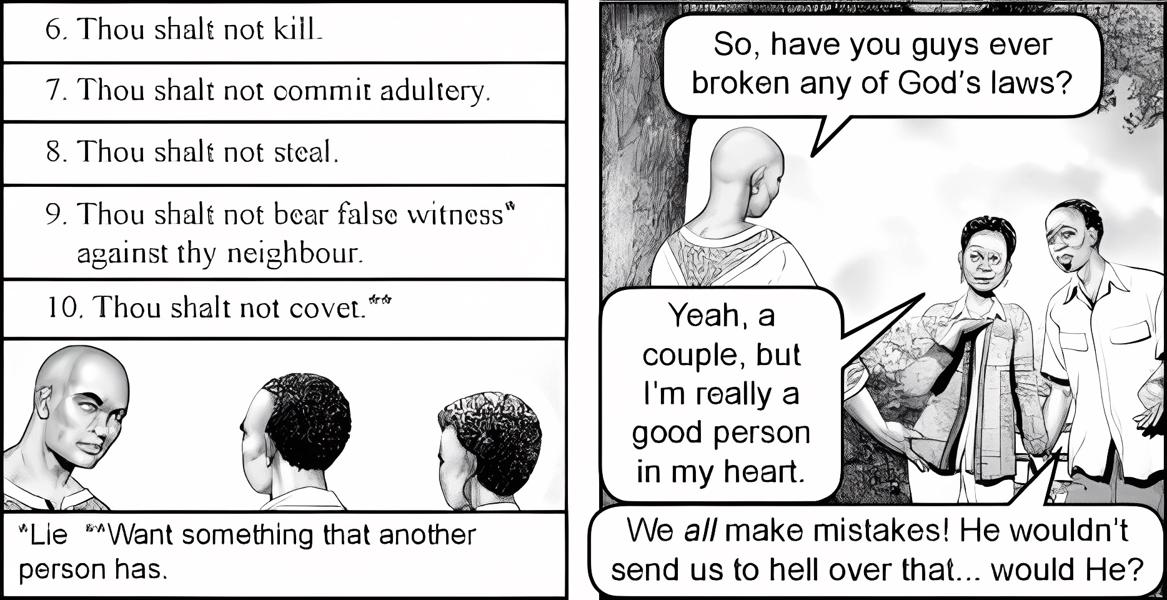 6. Thou shalt not kill.
7. Thou shalt not commit adultery.
8. Thou shalt not steal.
9. Thou shalt not bear false witness*
against thy neighbour.
10. Thou shalt not covet.**
*Lie **Want something that another
person has.
So, have you guys ever
broken any of God's laws?
Yeah, a
couple, but
I'm really a
good person
in my heart.
We all make mistakes! He wouldn't
send us to hell over that... would He?